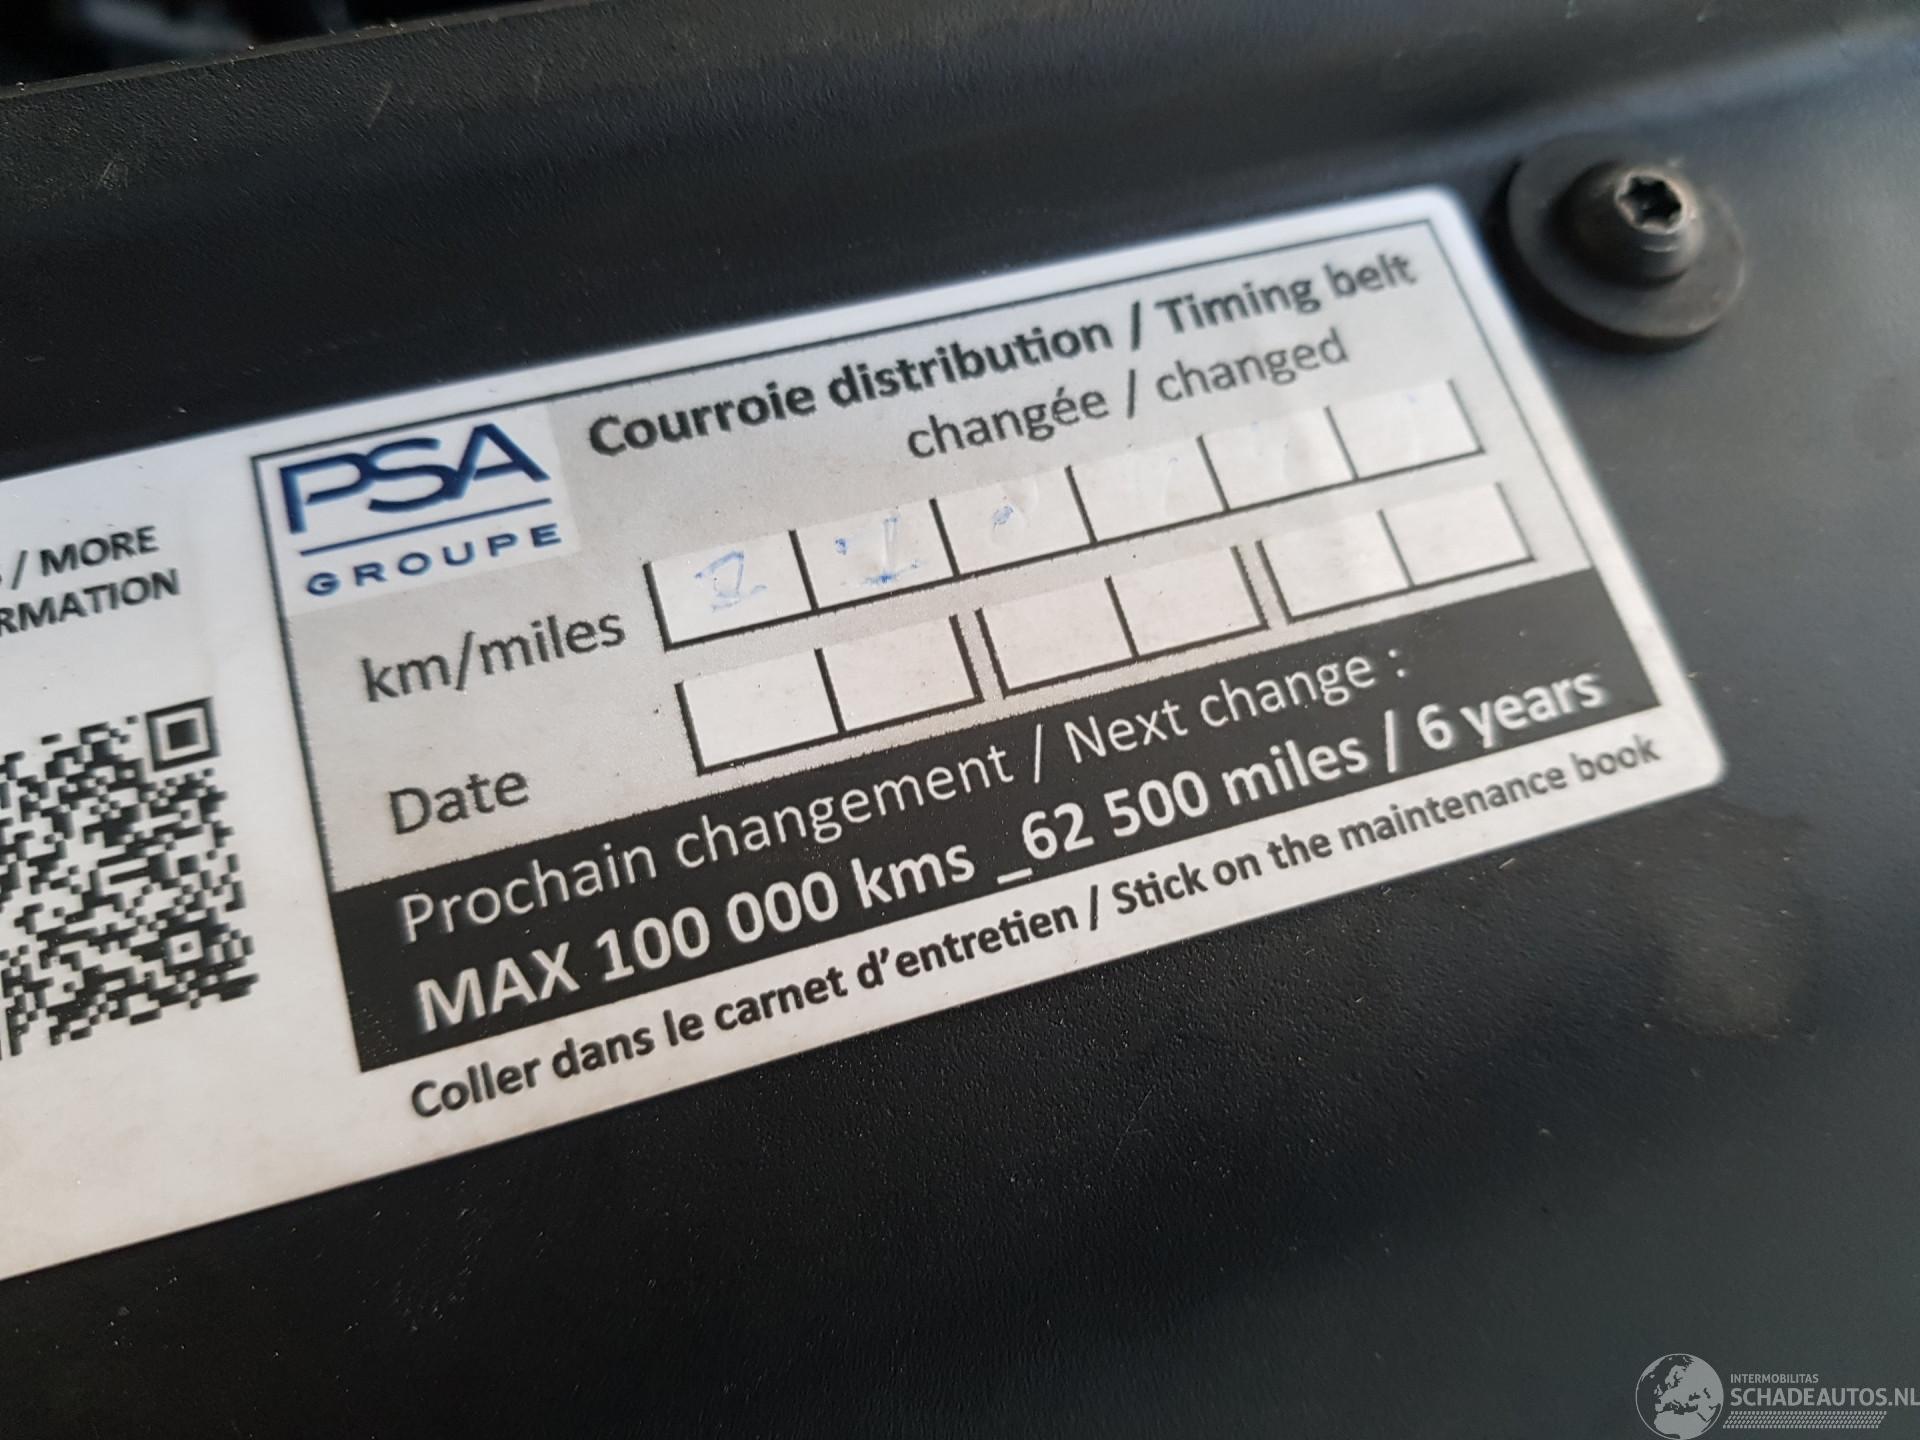 / MORE
RMATION
PSA
GROUPE
Courroie distribution / Timing belt
changée / changed
km/miles
Date
Prochain changement / Next change :
MAX 100 000 kms _62 500 miles / 6 years
Coller dans le carnet d'entretien / Stick on the maintenance book
INTERMOBILITAS
SCHADEAUTOS.NL